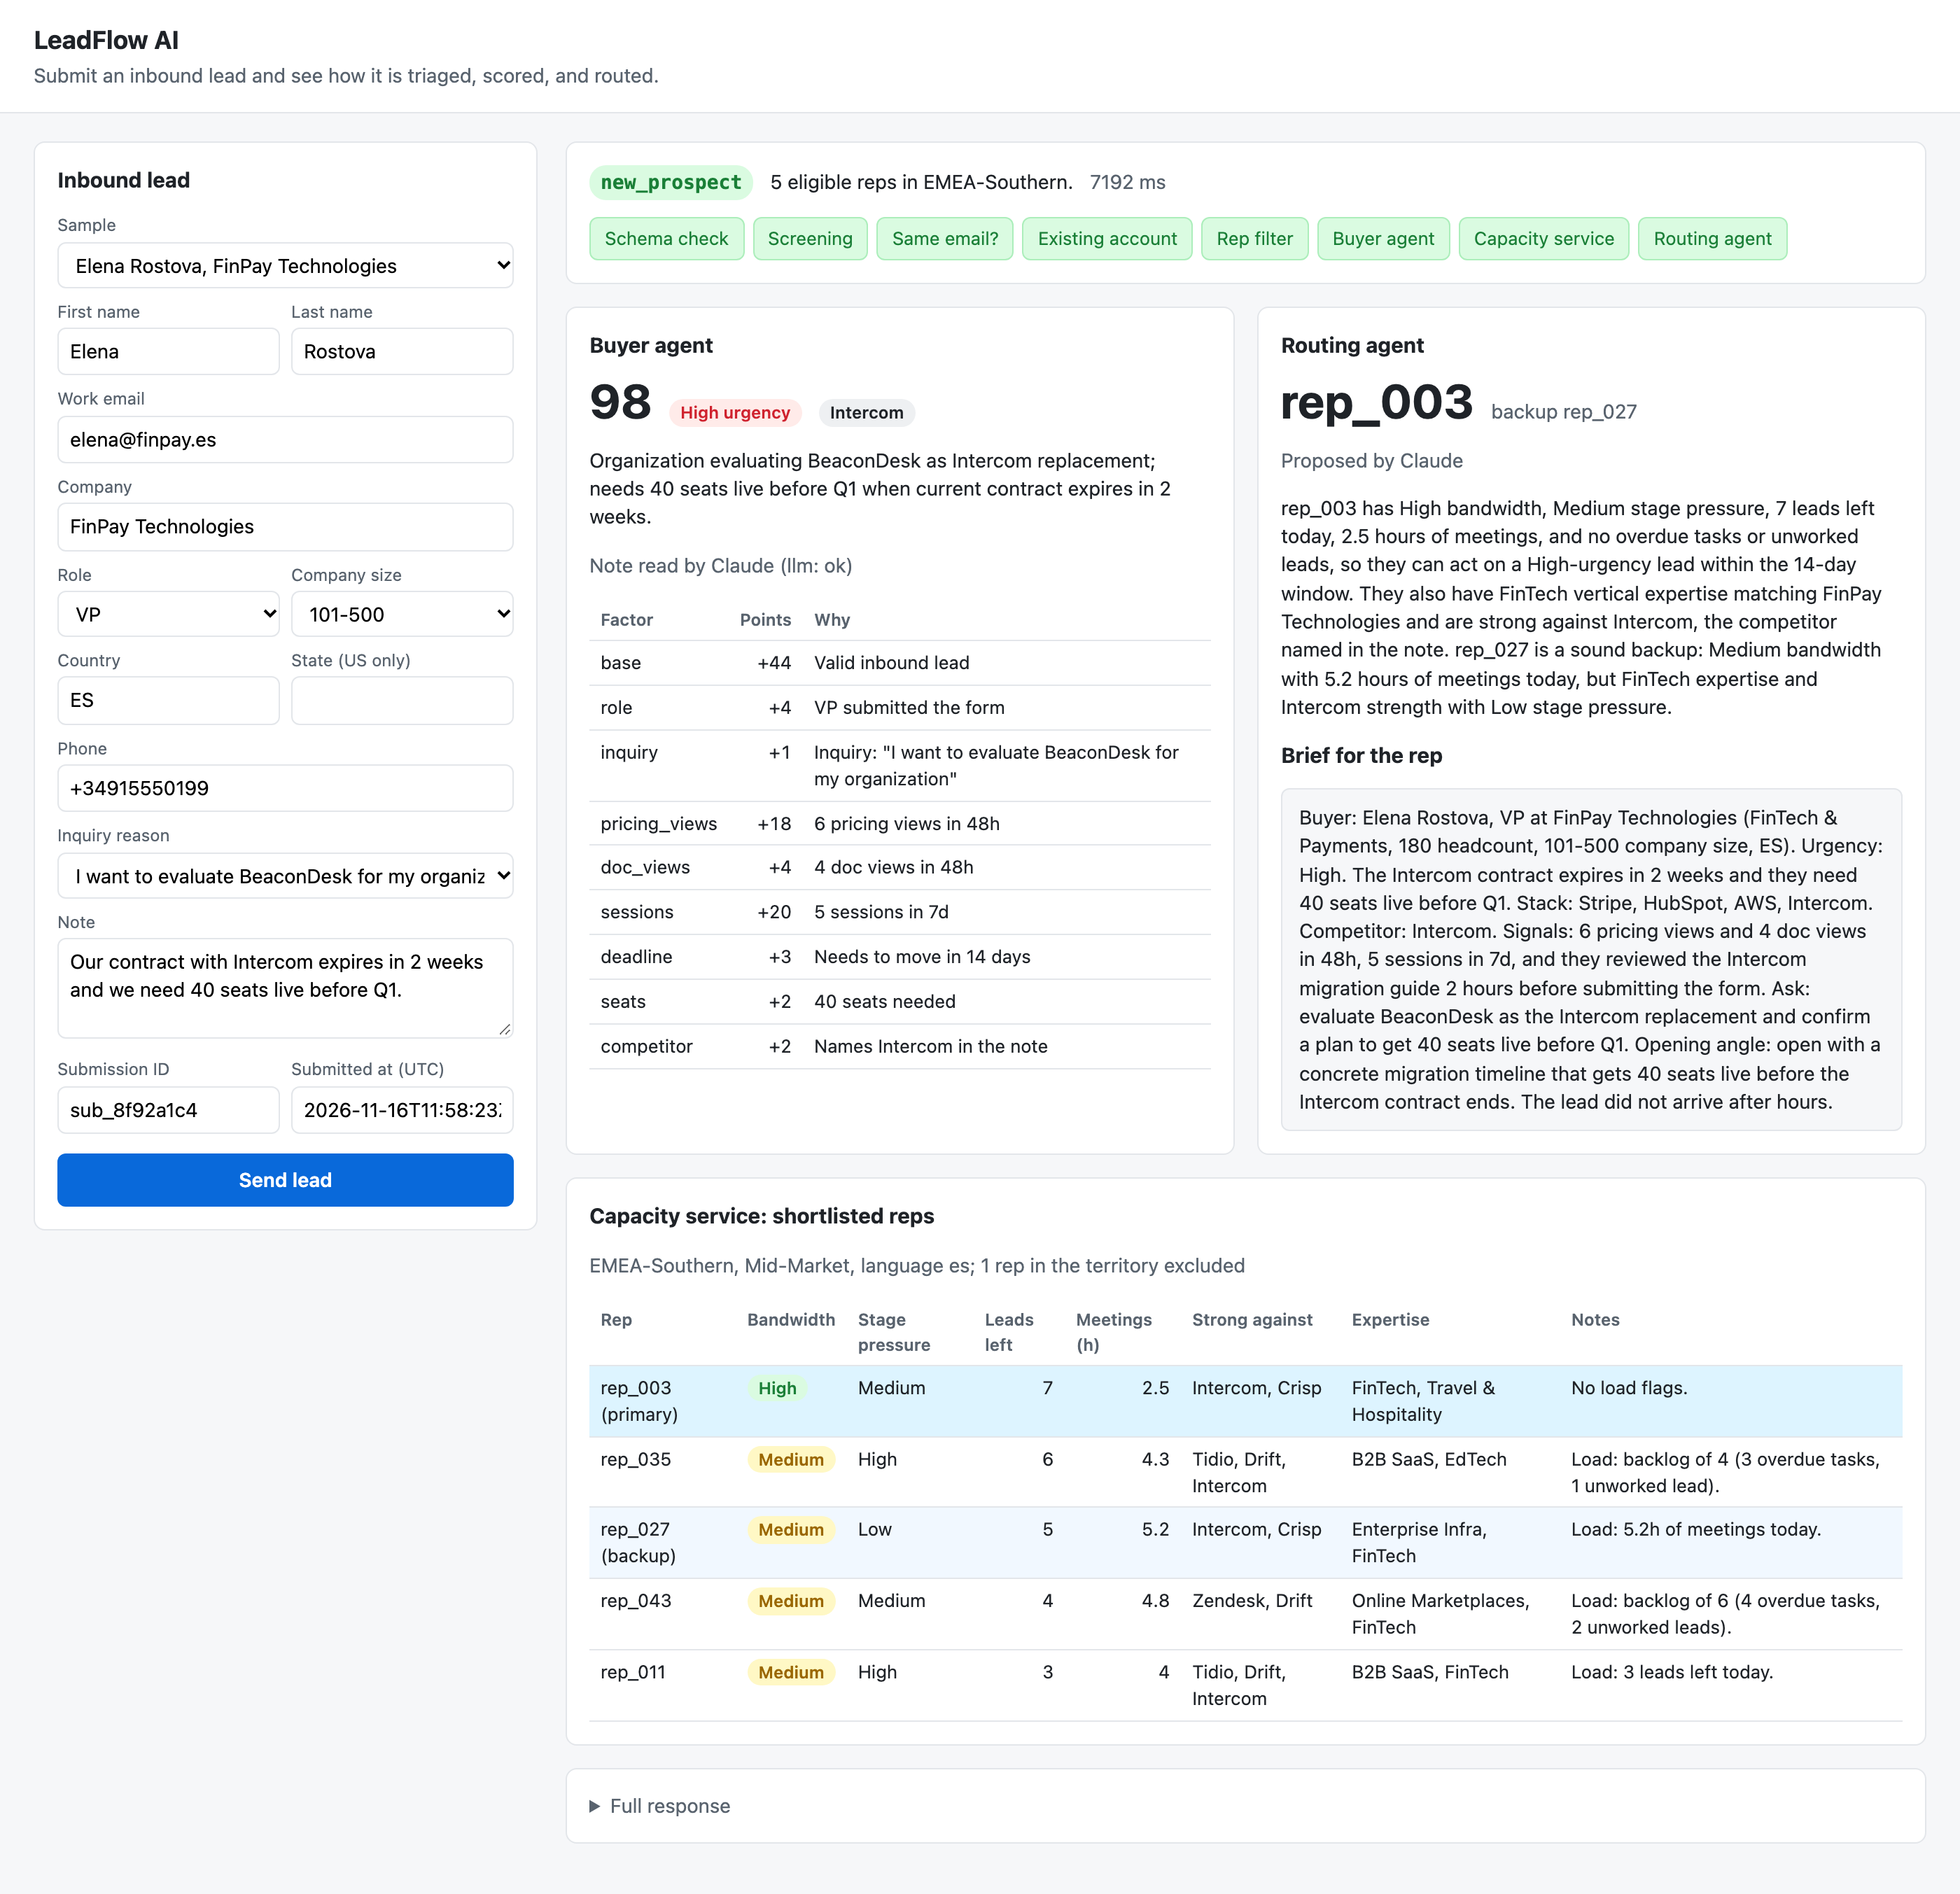 LeadFlow AI
Submit an inbound lead and see how it is triaged, scored, and routed.
Inbound lead
Sample
Elena Rostova, FinPay Technologies
First name
Last name
Elena
Rostova
Work email
elena@finpay.es
Company
FinPay Technologies
Role
Company size
VP
101-500
Country
State (US only)
ES
Phone
+34915550199
Inquiry reason
I want to evaluate BeaconDesk for my organiz
Note
Our contract with Intercom expires in 2 weeks
and we need 40 seats live before Q1.
Submission ID
Submitted at (UTC)
sub_8f92a1c4
2026-11-16T11:58:23
Send lead
new_prospect 5 eligible reps in EMEA-Southern. 7192 ms
Schema check Screening Same email? Existing account Rep filter Buyer agent Capacity service Routing agent
Buyer agent
98 High urgency Intercom
Organization evaluating BeaconDesk as Intercom replacement;
needs 40 seats live before Q1 when current contract expires in 2
weeks.
Note read by Claude (llm: ok)
Factor Points Why
base +44 Valid inbound lead
role +4 VP submitted the form
inquiry +1 Inquiry: "I want to evaluate BeaconDesk for
my organization"
pricing_views +18 6 pricing views in 48h
doc_views +4 4 doc views in 48h
sessions +20 5 sessions in 7d
deadline +3 Needs to move in 14 days
seats +2 40 seats needed
competitor +2 Names Intercom in the note
Routing agent
rep_003 backup rep_027
Proposed by Claude
rep_003 has High bandwidth, Medium stage pressure, 7 leads left
today, 2.5 hours of meetings, and no overdue tasks or unworked
leads, so they can act on a High-urgency lead within the 14-day
window. They also have FinTech vertical expertise matching FinPay
Technologies and are strong against Intercom, the competitor
named in the note. rep_027 is a sound backup: Medium bandwidth
with 5.2 hours of meetings today, but FinTech expertise and
Intercom strength with Low stage pressure.
Brief for the rep
Buyer: Elena Rostova, VP at FinPay Technologies (FinTech &
Payments, 180 headcount, 101-500 company size, ES). Urgency:
High. The Intercom contract expires in 2 weeks and they need
40 seats live before Q1. Stack: Stripe, HubSpot, AWS, Intercom.
Competitor: Intercom. Signals: 6 pricing views and 4 doc views
in 48h, 5 sessions in 7d, and they reviewed the Intercom
migration guide 2 hours before submitting the form. Ask:
evaluate BeaconDesk as the Intercom replacement and confirm
a plan to get 40 seats live before Q1. Opening angle: open with a
concrete migration timeline that gets 40 seats live before the
Intercom contract ends. The lead did not arrive after hours.
Capacity service: shortlisted reps
EMEA-Southern, Mid-Market, language es; 1 rep in the territory excluded
Rep Bandwidth Stage Leads Meetings Strong against Expertise Notes
pressure left (h)
rep_003 High Medium 7 2.5 Intercom, Crisp FinTech, Travel & No load flags.
(primary) Hospitality
rep_035 Medium High 6 4.3 Tidio, Drift, B2B SaaS, EdTech Load: backlog of 4 (3 overdue tasks,
Intercom 1 unworked lead).
rep_027 Medium Low 5 5.2 Intercom, Crisp Enterprise Infra, Load: 5.2h of meetings today.
(backup) FinTech
rep_043 Medium Medium 4 4.8 Zendesk, Drift Online Marketplaces, Load: backlog of 6 (4 overdue tasks,
FinTech 2 unworked leads).
rep_011 Medium High 3 4 Tidio, Drift, B2B SaaS, FinTech Load: 3 leads left today.
Intercom
Full response